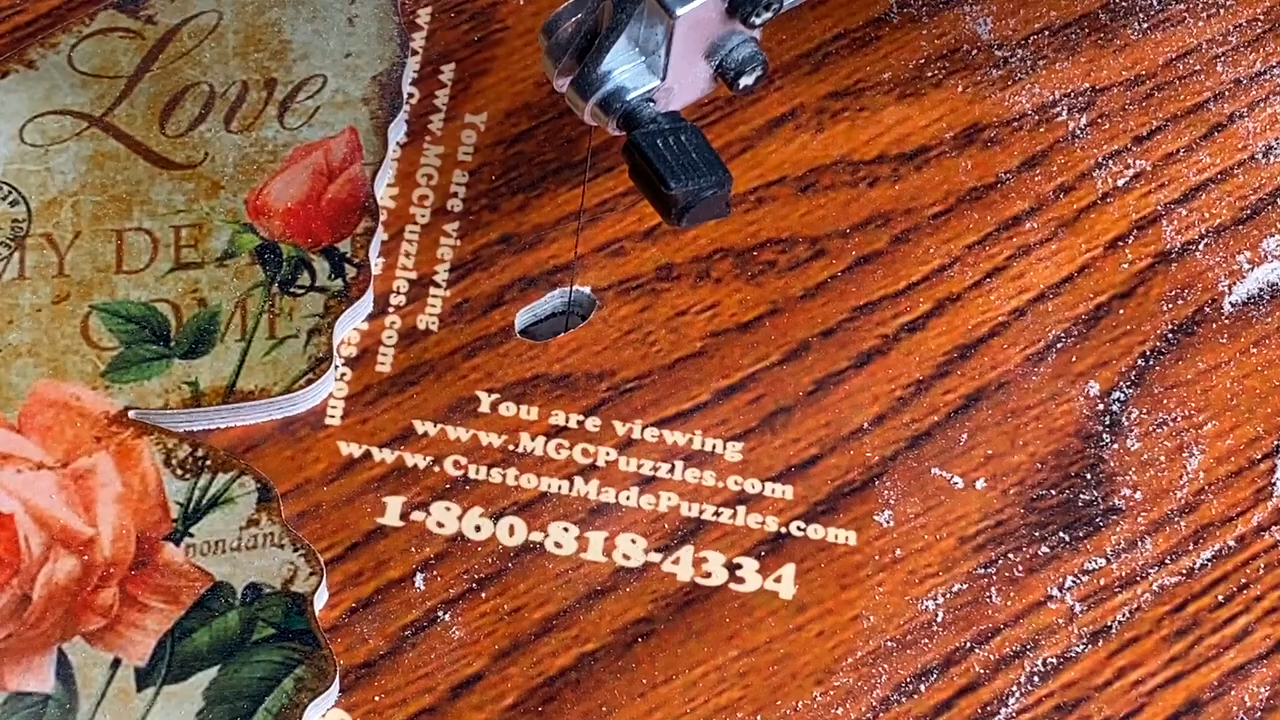 Love
MY DE
COME
You are viewing
www.MGCPuzzles.com
You are viewing
www.MGCPuzzles.com
www.CustomMadePuzzles.com
1-860-818-4334